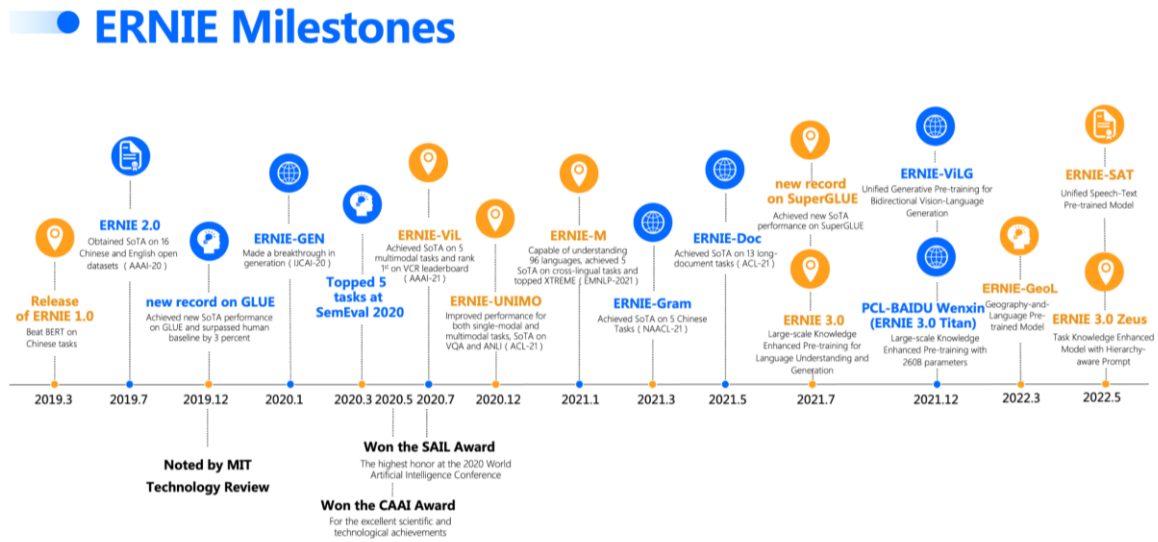 ERNIE Milestones
Release
of ERNIE 1.0
Beat BERT on
Chinese tasks
ERNIE 2.0
Obtained SoTA on 16
Chinese and English open
datasets ( AAAI-20 )
new record on GLUE
Achieved new SoTA performance
on GLUE and surpassed human
baseline by 3 percent
ERNIE-GEN
Made a breakthrough in
generation ( IJCAI-20 )
Topped 5
tasks at
SemEval 2020
ERNIE-ViL
Achieved SoTA on 5
multimodal tasks and rank
1st on VCR leaderboard
(AAAI-21 )
ERNIE-UNIMO
Improved performance for
both single-modal and
multimodal tasks, SoTA on
VQA and ANLI ( ACL-21 )
ERNIE-M
Capable of understanding
96 languages, achieved 5
SoTA on cross-lingual tasks and
topped XTREME ( EMNLP-2021 )
ERNIE-Gram
Achieved SoTA on 5 Chinese
Tasks ( NAACL-21 )
ERNIE-Doc
Achieved SoTA on 13 long-
document tasks ( ACL-21 )
new record
on SuperGLUE
Achieved new SoTA
performance on SuperGLUE
ERNIE 3.0
Large-scale Knowledge
Enhanced Pre-training for
Language Understanding and
Generation
ERNIE-ViLG
Unified Generative Pre-training for
Bidirectional Vision-Language
Generation
PCL-BAIDU Wenxin
(ERNIE 3.0 Titan)
Large-scale Knowledge
Enhanced Pre-training with
260B parameters
ERNIE-GeoL
Geography-and-
Language Pre-
trained Model
ERNIE-SAT
Unified Speech-Text
Pre-trained Model
ERNIE 3.0 Zeus
Task Knowledge Enhanced
Model with Hierarchy-
aware Prompt
2019.3 2019.7 2019.12 2020.1 2020.3 2020.5 2020.7 2020.12 2021.1 2021.3 2021.5 2021.7 2021.12 2022.3 2022.5
Noted by MIT
Technology Review
Won the SAIL Award
The highest honor at the 2020 World
Artificial Intelligence Conference
Won the CAAI Award
For the excellent scientific and
technological achievements